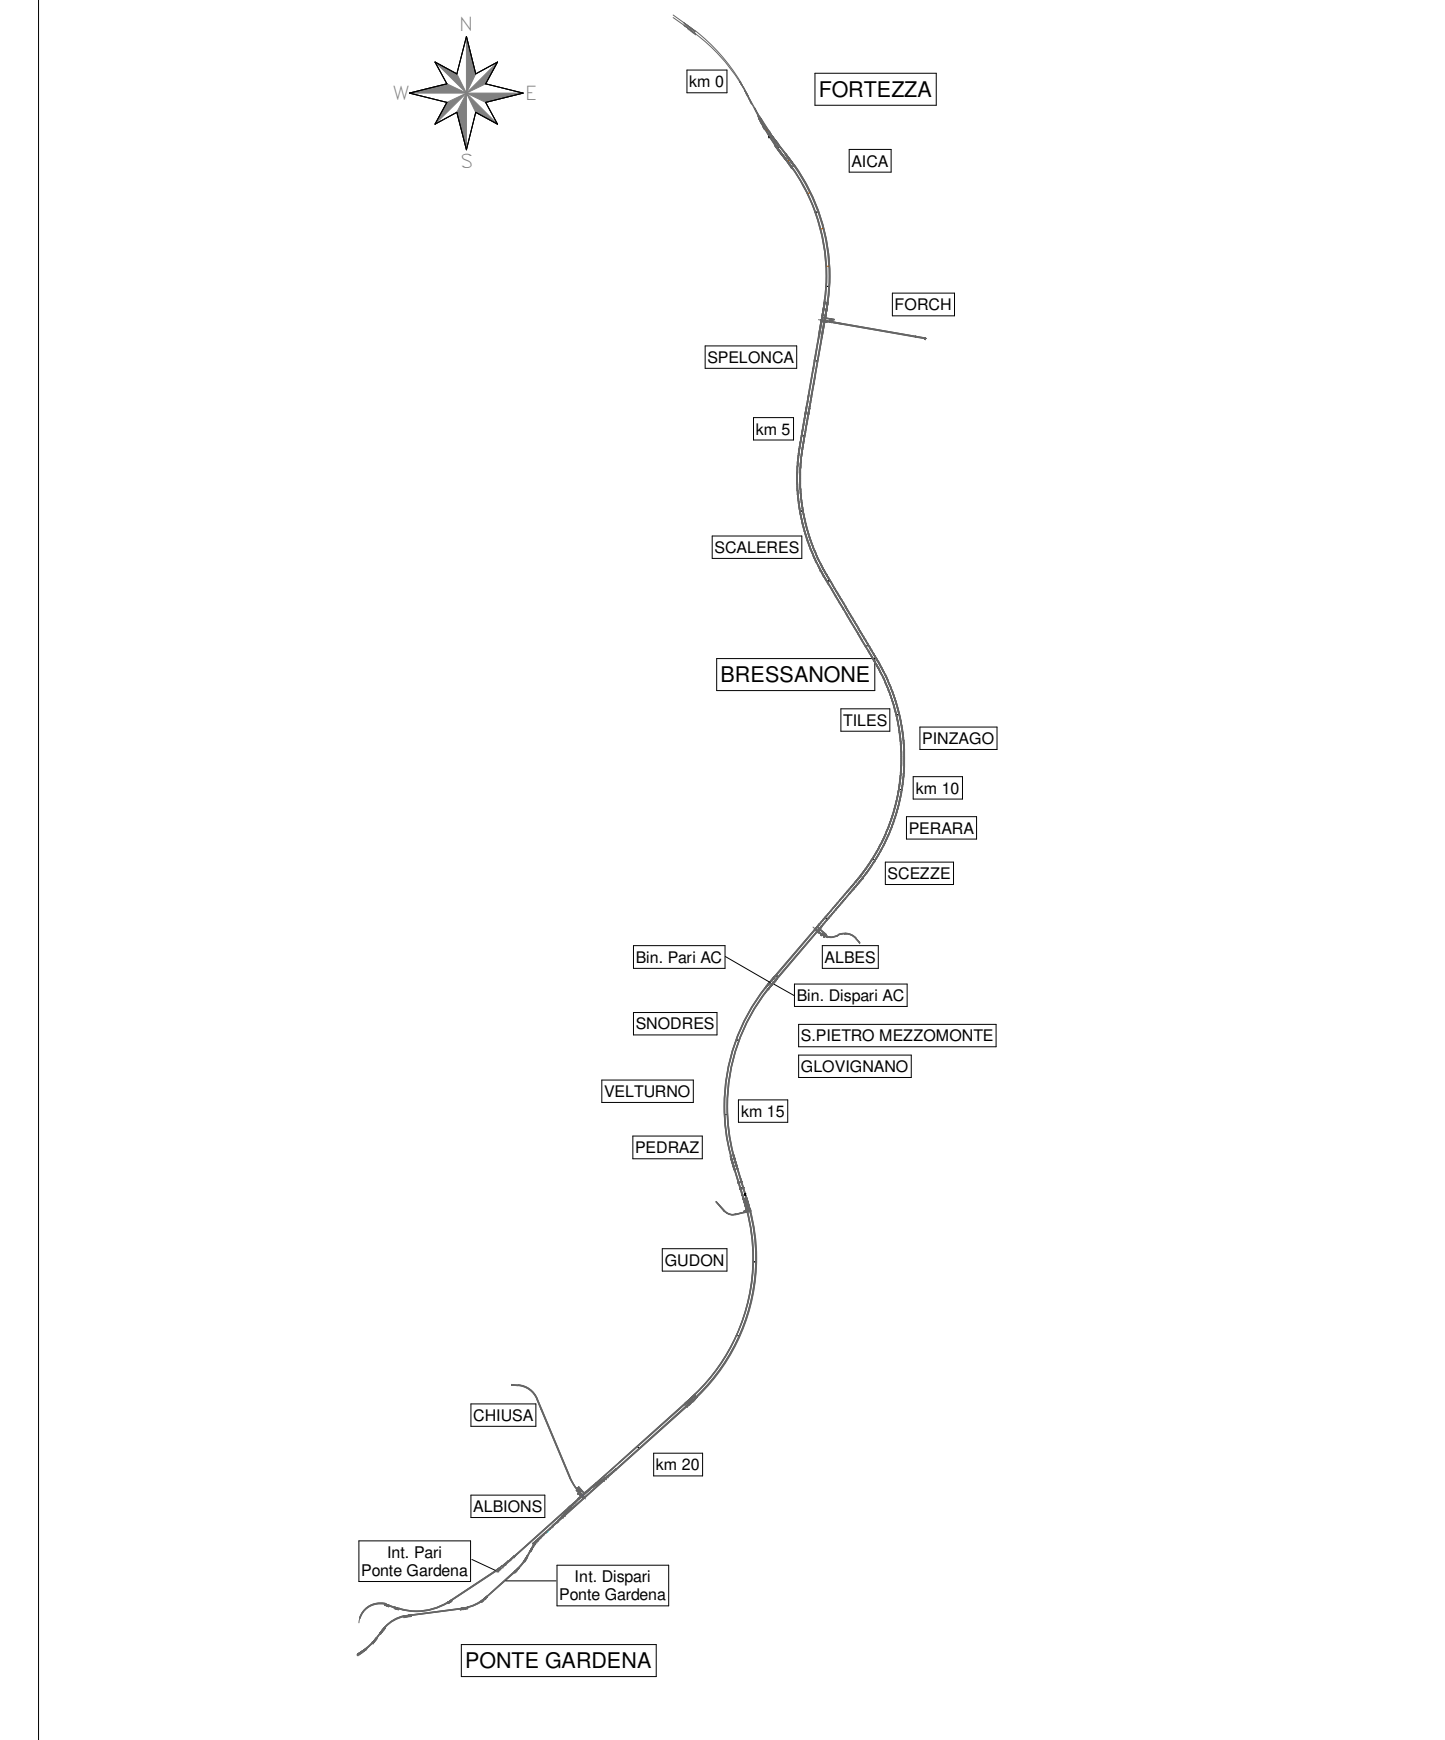 N
km 0
FORTEZZA
W
E
S
AICA
FORCH
SPELONCA
km 5
SCALERES
BRESSANONE
TILES
PINZAGO
km 10
PERARA
SCEZZE
Bin. Pari AC
ALBES
Bin. Dispari AC
SNODRES
S.PIETRO MEZZOMONTE
GLOVIGNANO
VELTURNO
km 15
PEDRAZ
GUDON
CHIUSA
km 20
ALBIONS
Int. Pari
Ponte Gardena
Int. Dispari
Ponte Gardena
PONTE GARDENA